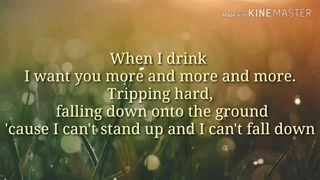 Made with KINEMASTER
When I drink
I want you more and more and more.
Tripping hard,
falling down onto the ground
'cause I can't stand up and I can't fall down